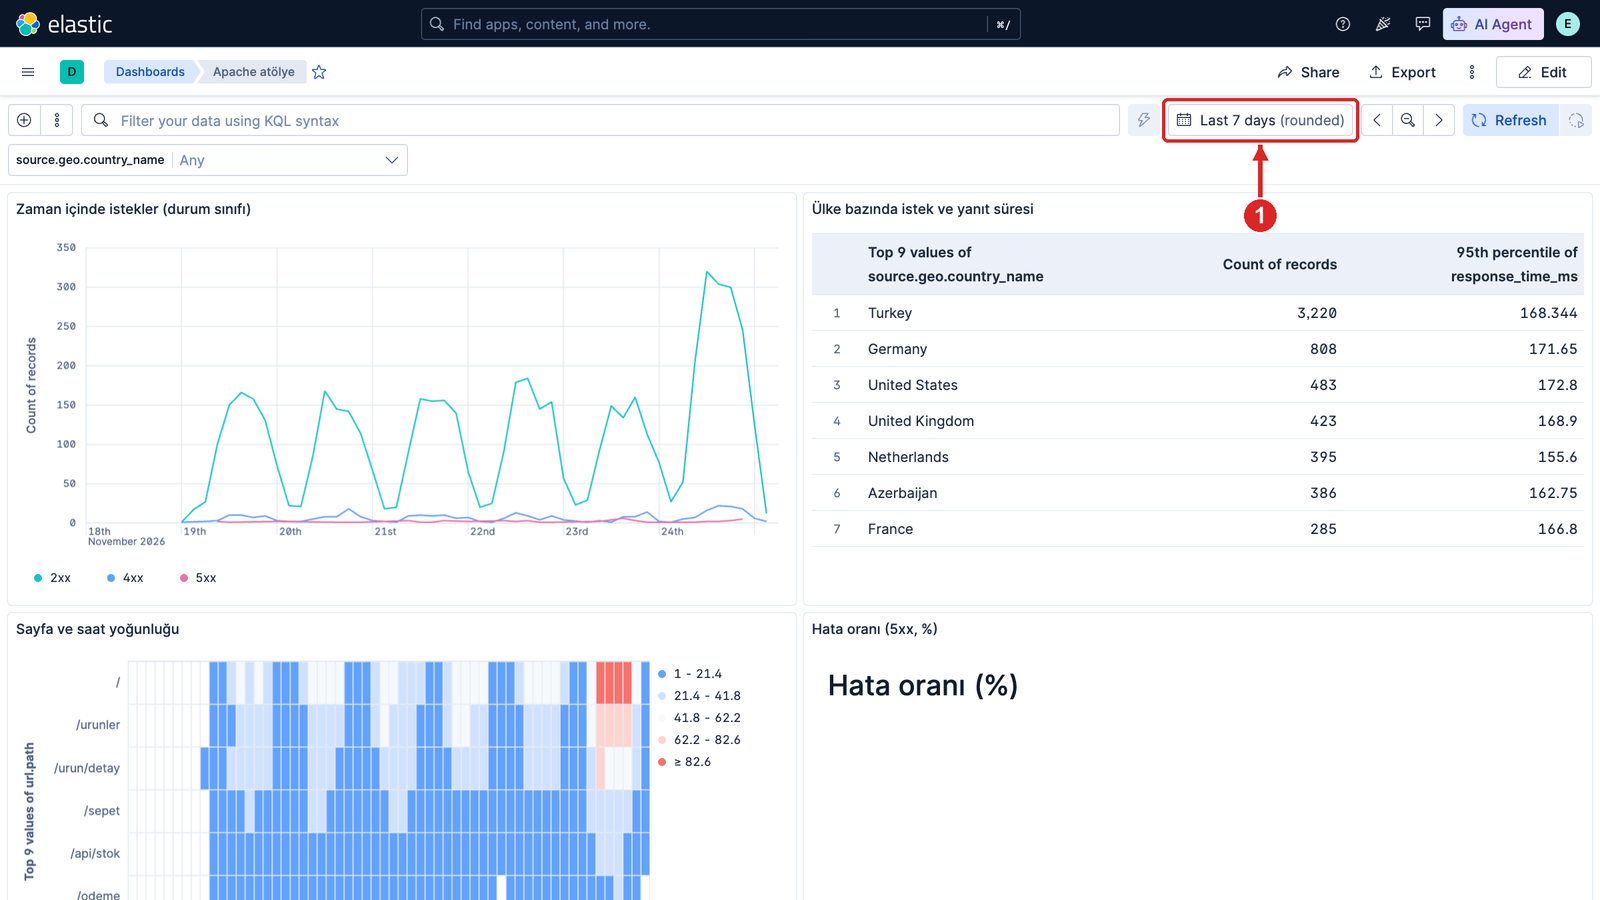 elastic
Find apps, content, and more.
⌘/
AI Agent
E
D
Dashboards
Apache atölye
Share
Export
Edit
Filter your data using KQL syntax
Last 7 days (rounded)
Refresh
source.geo.country_name
Any
1
Zaman içinde istekler (durum sınıfı)
Count of records
350
300
250
200
150
100
50
0
18th
November 2026
19th
20th
21st
22nd
23rd
24th
2xx
4xx
5xx
Ülke bazında istek ve yanıt süresi
Top 9 values of source.geo.country_name
Count of records
95th percentile of response_time_ms
1 Turkey 3,220 168.344
2 Germany 808 171.65
3 United States 483 172.8
4 United Kingdom 423 168.9
5 Netherlands 395 155.6
6 Azerbaijan 386 162.75
7 France 285 166.8
Sayfa ve saat yoğunluğu
Top 9 values of url.path
/
/urunler
/urun/detay
/sepet
/api/stok
/odeme
1 - 21.4
21.4 - 41.8
41.8 - 62.2
62.2 - 82.6
≥ 82.6
Hata oranı (5xx, %)
Hata oranı (%)